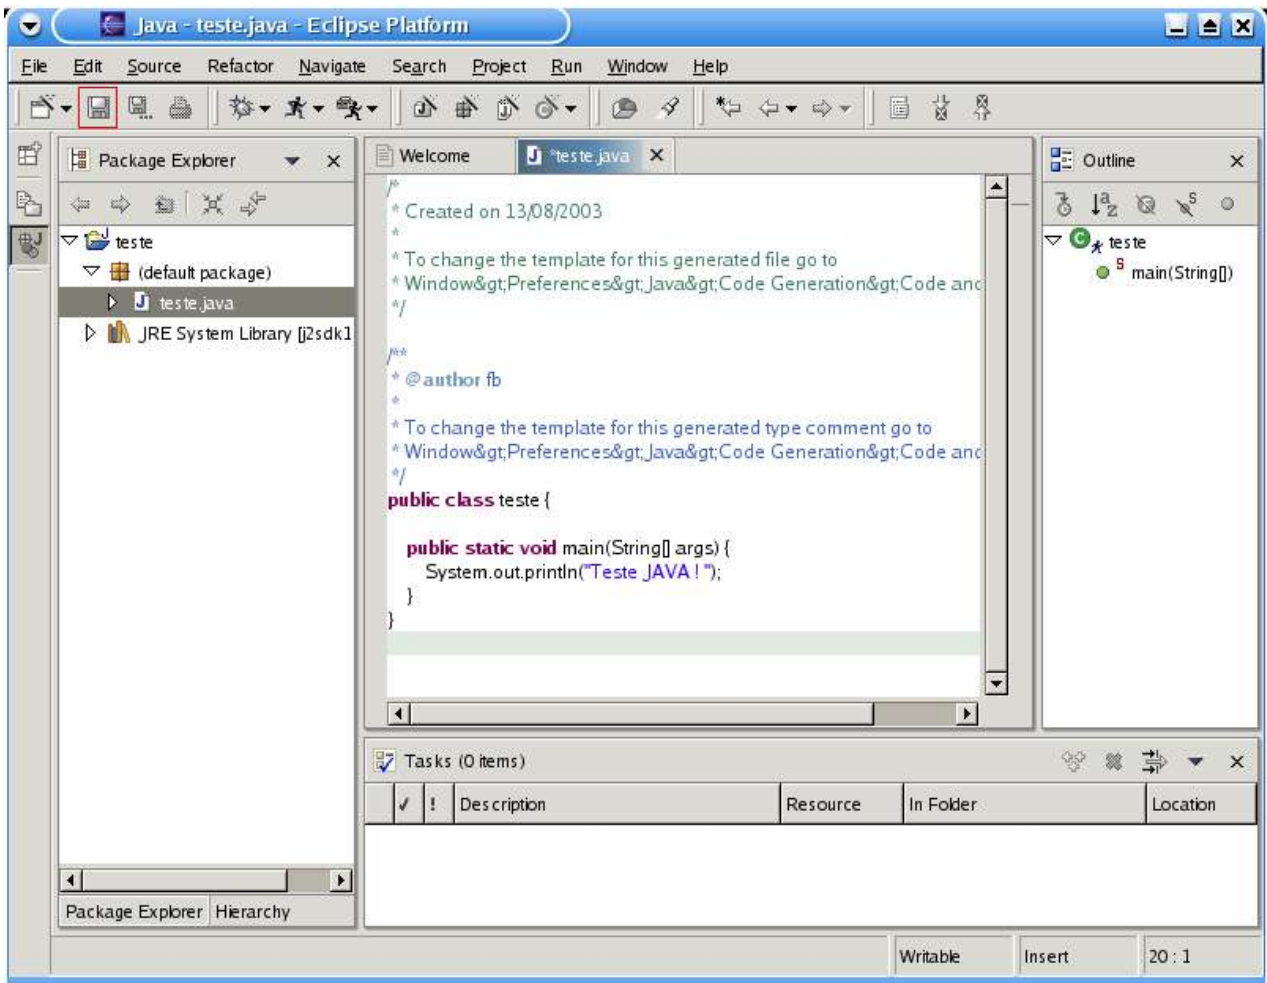 Java - teste.java - Eclipse Platform
File Edit Source Refactor Navigate Search Project Run Window Help
Package Explorer
Welcome
*teste.java
Outline
teste
(default package)
teste.java
JRE System Library [j2sdk1
/*
* Created on 13/08/2003
*
* To change the template for this generated file go to
* Window&gt;Preferences&gt;Java&gt;Code Generation&gt;Code and
*/
/**
* @author fb
*
* To change the template for this generated type comment go to
* Window&gt;Preferences&gt;Java&gt;Code Generation&gt;Code and
*/
public class teste {
public static void main(String[] args) {
System.out.println("Teste JAVA ! ");
}
}
teste
main(String[])
Tasks (0 items)
! Description Resource In Folder Location
Package Explorer Hierarchy
Writable Insert 20 : 1